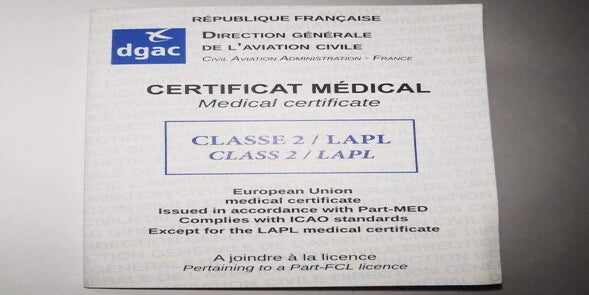 RÉPUBLIQUE FRANÇAISE
dgac
DIRECTION GÉNÉRALE
DE L'AVIATION CIVILE
CIVIL AVIATION ADMINISTRATION - FRANCE
CERTIFICAT MÉDICAL
Medical certificate
CLASSE 2 / LAPL
CLASS 2 / LAPL
European Union
medical certificate
Issued in accordance with Part-MED
Complies with ICAO standards
Except for the LAPL medical certificate
A joindre à la licence
Pertaining to a Part-FCL licence